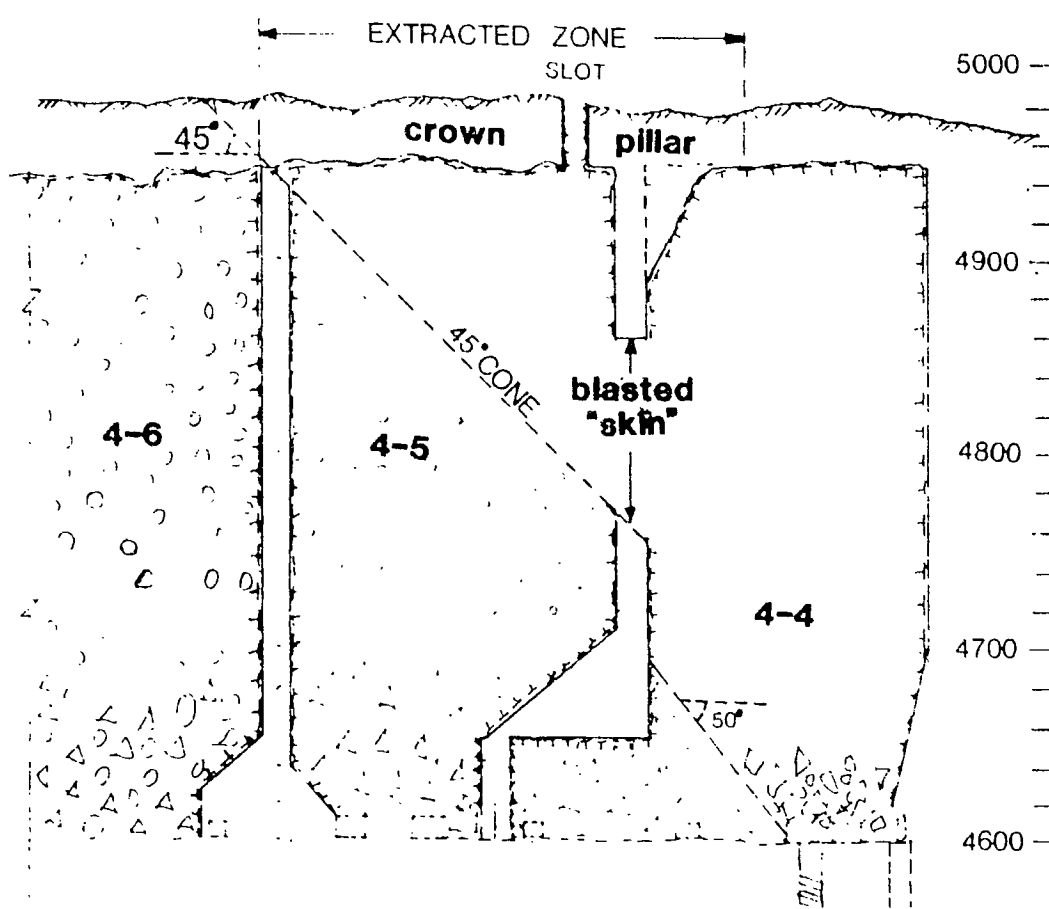 EXTRACTED ZONE
SLOT
5000
45°
crown
pillar
4900
45° CONE
blasted
"skin"
4-6
4-5
4800
4-4
4700
50°
4600